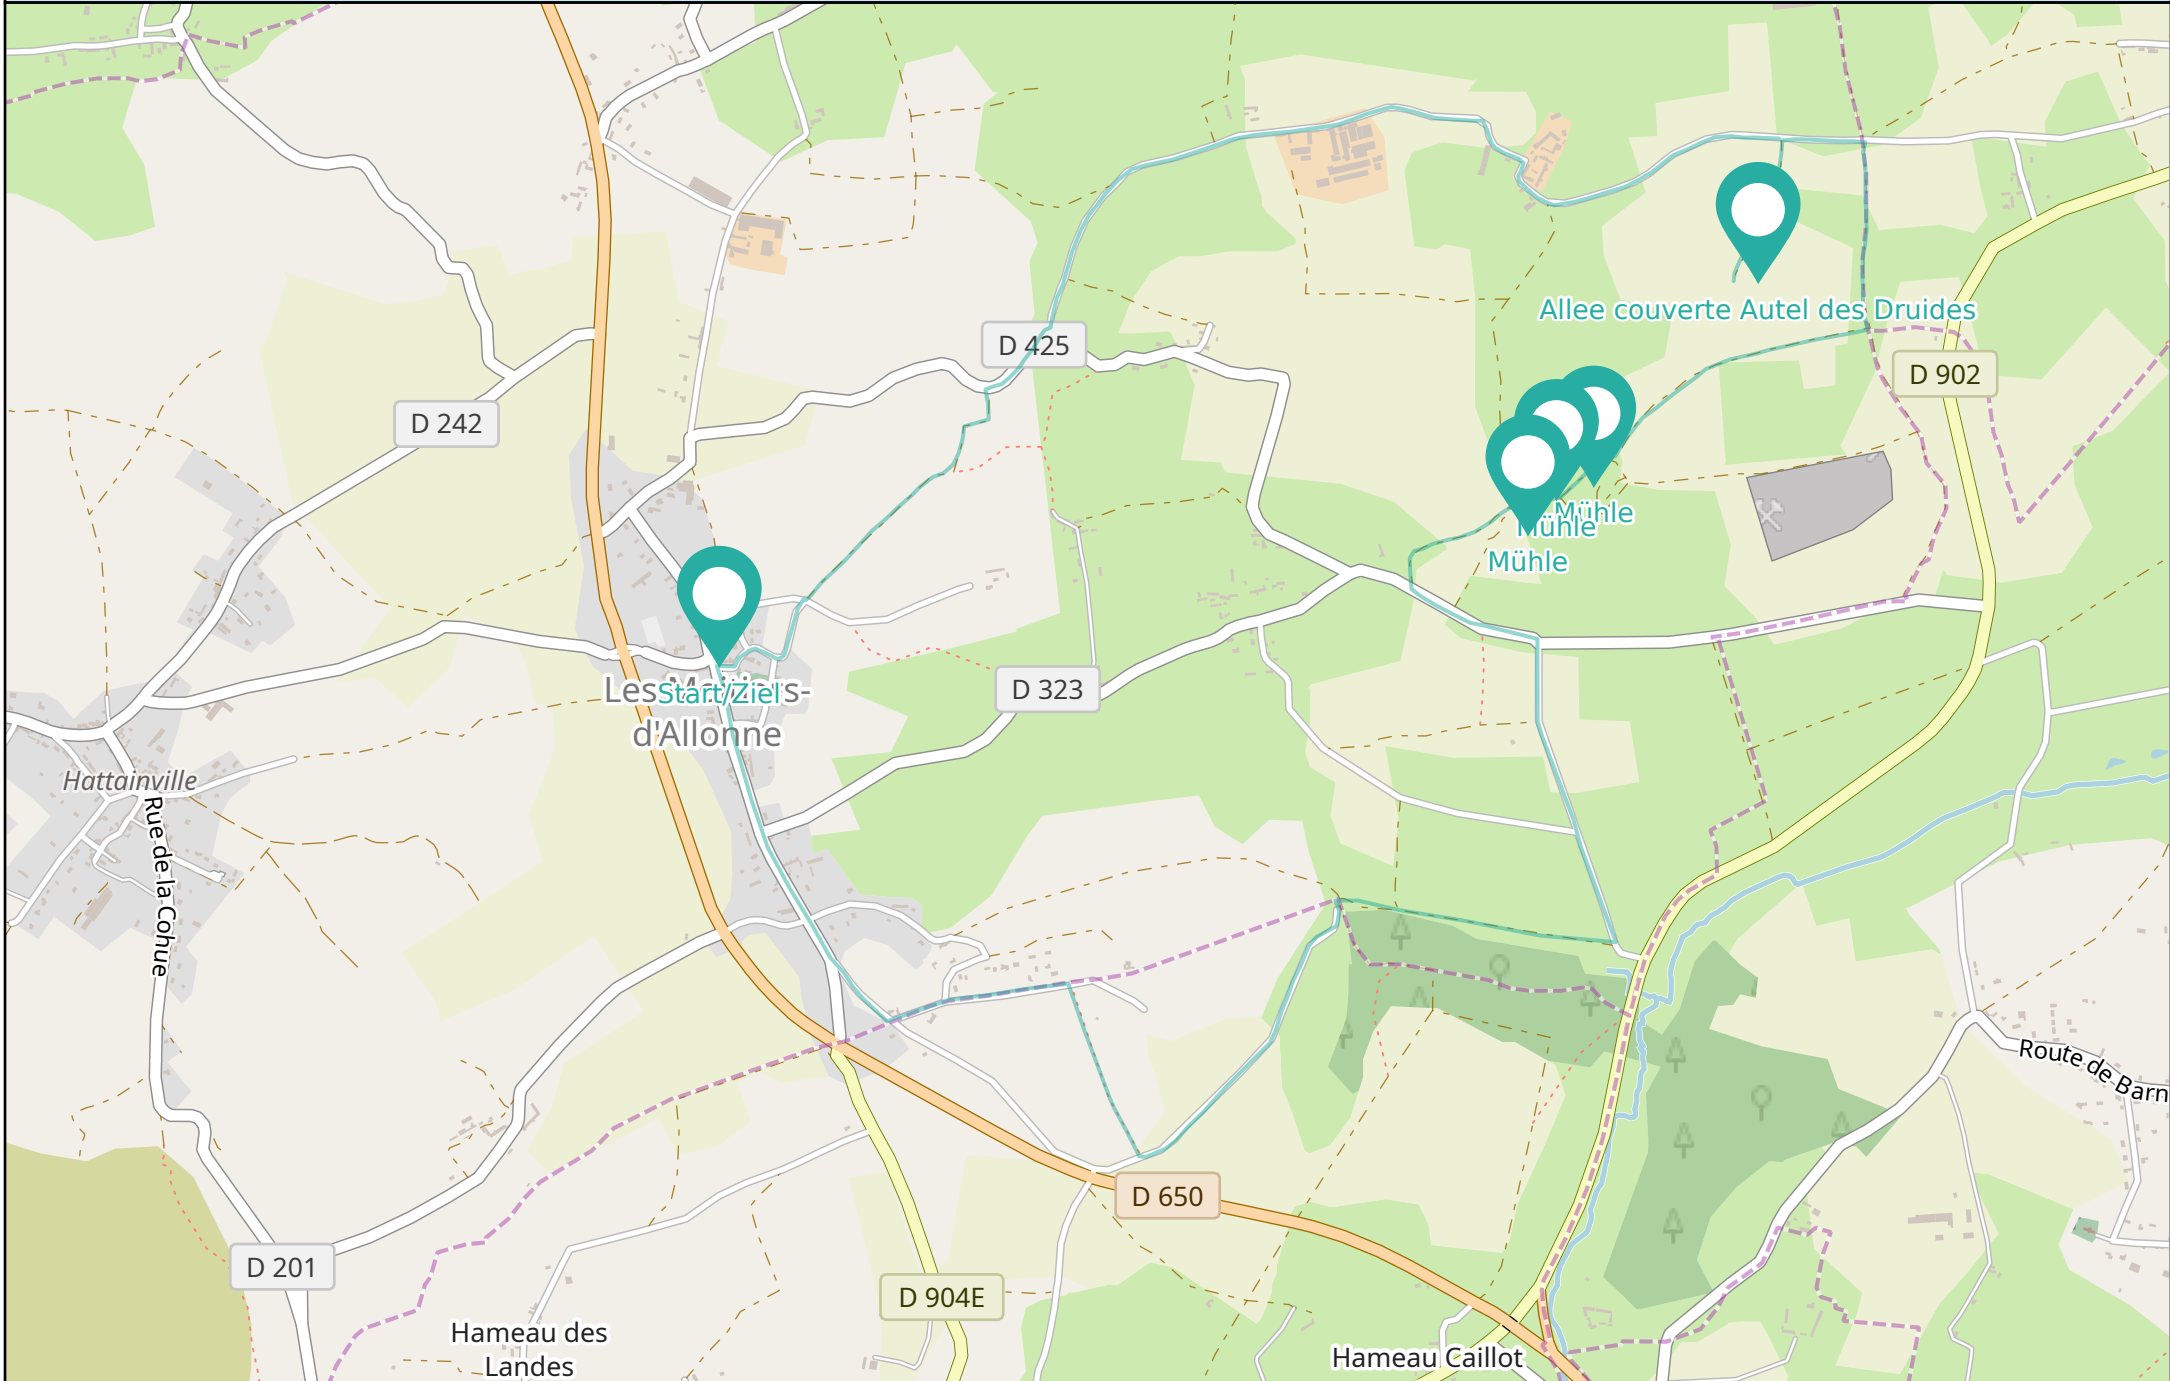 Allee couverte Autel des Druides
D 425
D 902
D 242
Mühle
Mühle
Mühle
D 323
Start/Ziel
d'Allonne
Hattainville
Rue de la Cohue
Route de Barn
D 650
D 201
D 904E
Hameau des
Landes
Hameau Caillot